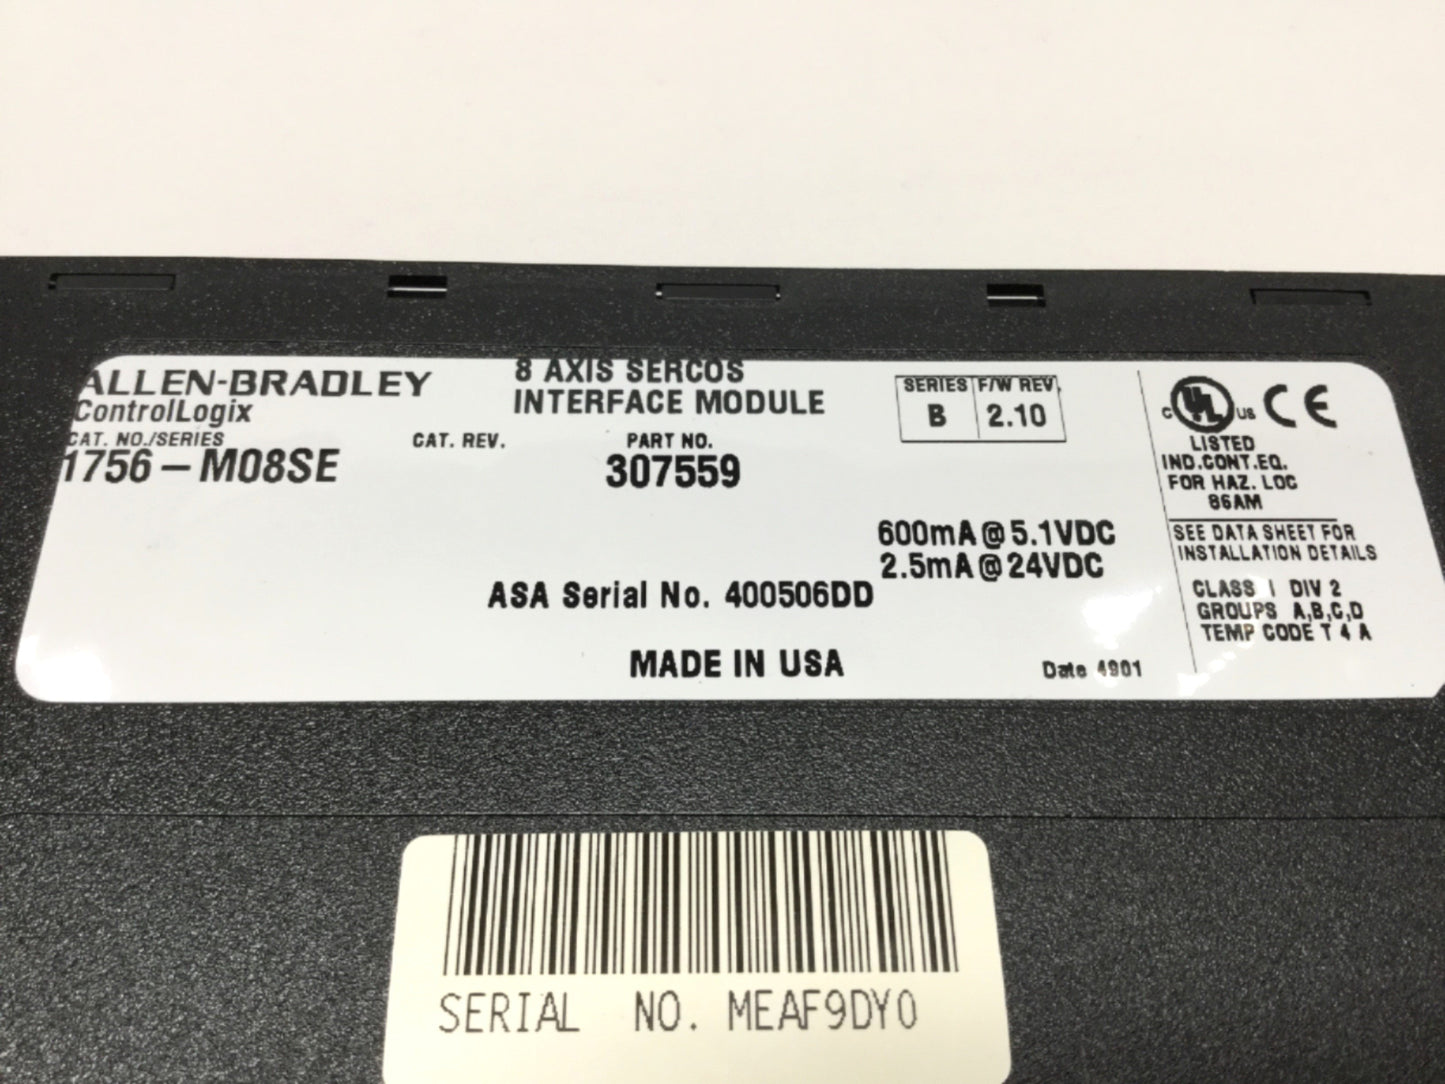 ALLEN-BRADLEY
ControlLogix
CAT. NO./SERIES
1756-M08SE
CAT. REV.
8 AXIS SERCOS
INTERFACE MODULE
PART NO.
307559
SERIES F/W REV.
B 2.10
600mA@5.1VDC
2.5mA@24VDC
ASA Serial No. 400506DD
MADE IN USA
Date 4901
C UL US CE
LISTED
IND.CONT.EQ.
FOR HAZ. LOC
86AM
SEE DATA SHEET FOR
INSTALLATION DETAILS
CLASS I DIV 2
GROUPS A,B,C,D
TEMP CODE T 4 A
SERIAL NO. MEAF9DY0